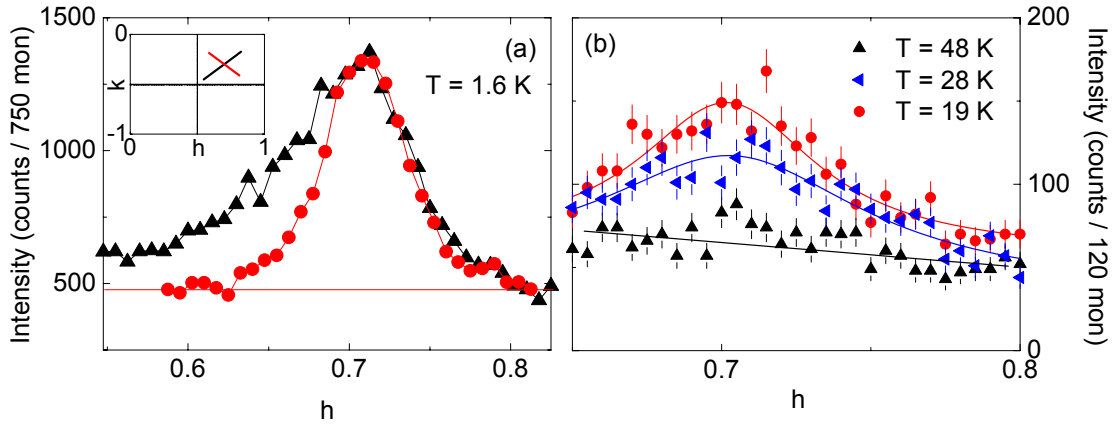 1500
1000
500
Intensity (counts / 750 mon)
0.6
0.7
0.8
h
(a)
T = 1.6 K
0
k
-1
0
h
1
(b)
T = 48 K
T = 28 K
T = 19 K
200
100
0
Intensity (counts / 120 mon)
0.7
0.8
h